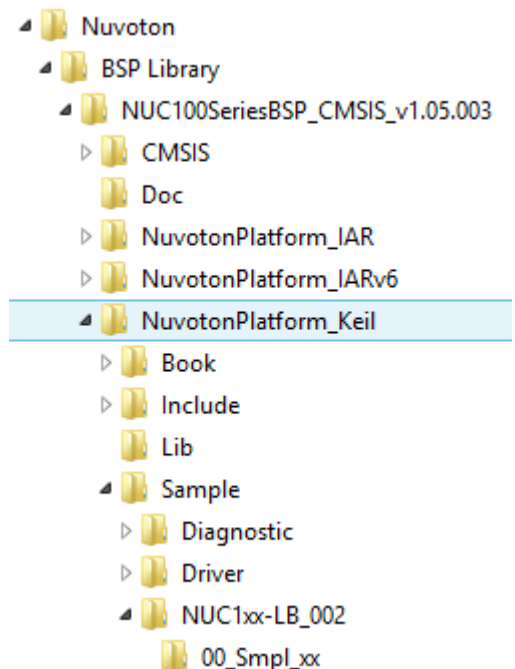 Nuvoton
BSP Library
NUC100SeriesBSP_CMSIS_v1.05.003
CMSIS
Doc
NuvotonPlatform_IAR
NuvotonPlatform_IARv6
NuvotonPlatform_Keil
Book
Include
Lib
Sample
Diagnostic
Driver
NUC1xx-LB_002
00_Smpl_xx